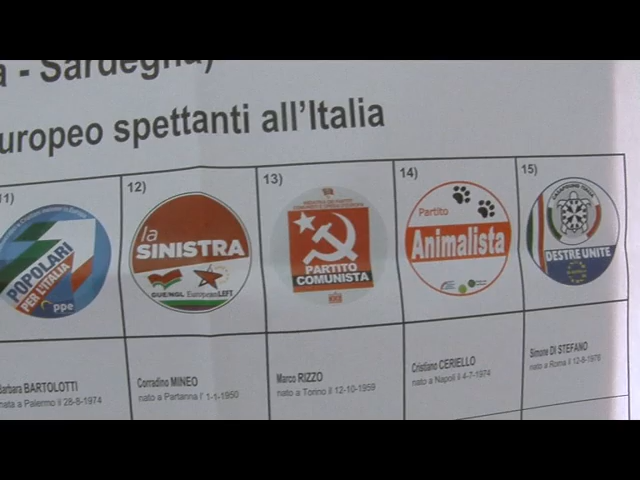 a - Sardegna)
uropeo spettanti all'Italia
11)
POPOLARI
PER L'ITALIA
ppe
12)
la
SINISTRA
GUE/NGL EuropeanLEFT
13)
PARTITO
COMUNISTA
14)
Partito
Animalista
15)
CASAPOUND ITALIA
DESTRE UNITE
Barbara BARTOLOTTI
nata a Palermo il 28-8-1974
Corradino MINEO
nato a Partanna l' 1-1-1950
Marco RIZZO
nato a Torino il 12-10-1959
Cristiano CERIELLO
nato a Napoli il 4-7-1974
Simone DI STEFANO
nato a Roma il 12-8-1976